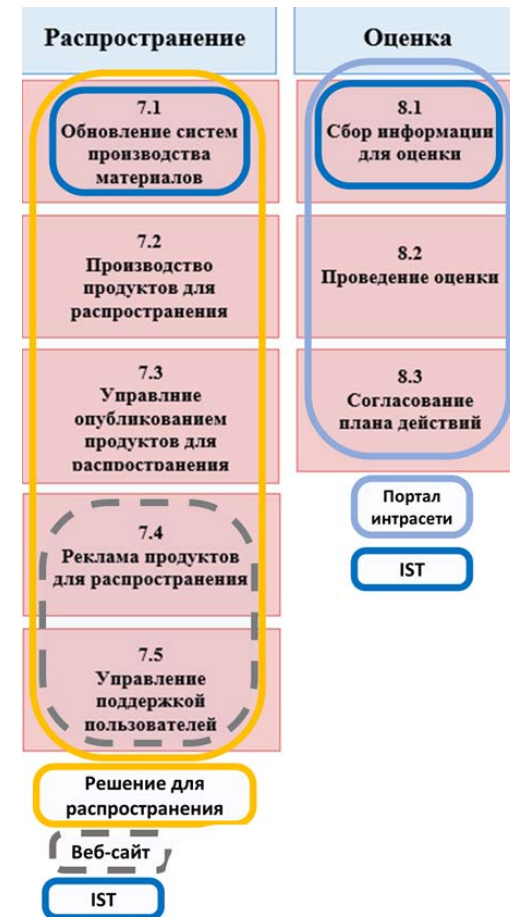 Распространение
7.1
Обновление систем
производства
материалов
7.2
Производство
продуктов для
распространения
7.3
Управлние
опубликованием
продуктов для
распространения
7.4
Реклама продуктов
для распространения
7.5
Управление
поддержкой
пользователей
Решение для
распространения
Веб-сайт
IST
Оценка
8.1
Сбор информации
для оценки
8.2
Проведение оценки
8.3
Согласование
плана действий
Портал
интрасети
IST